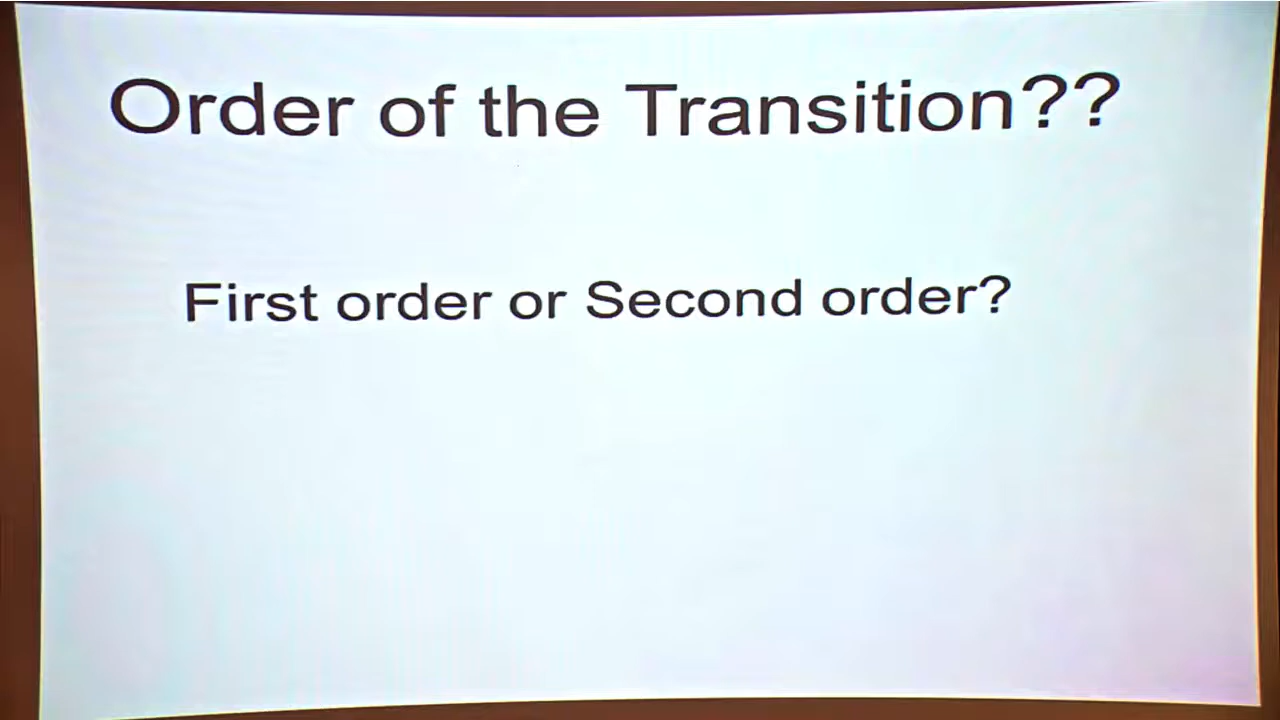 Order of the Transition??
First order or Second order?